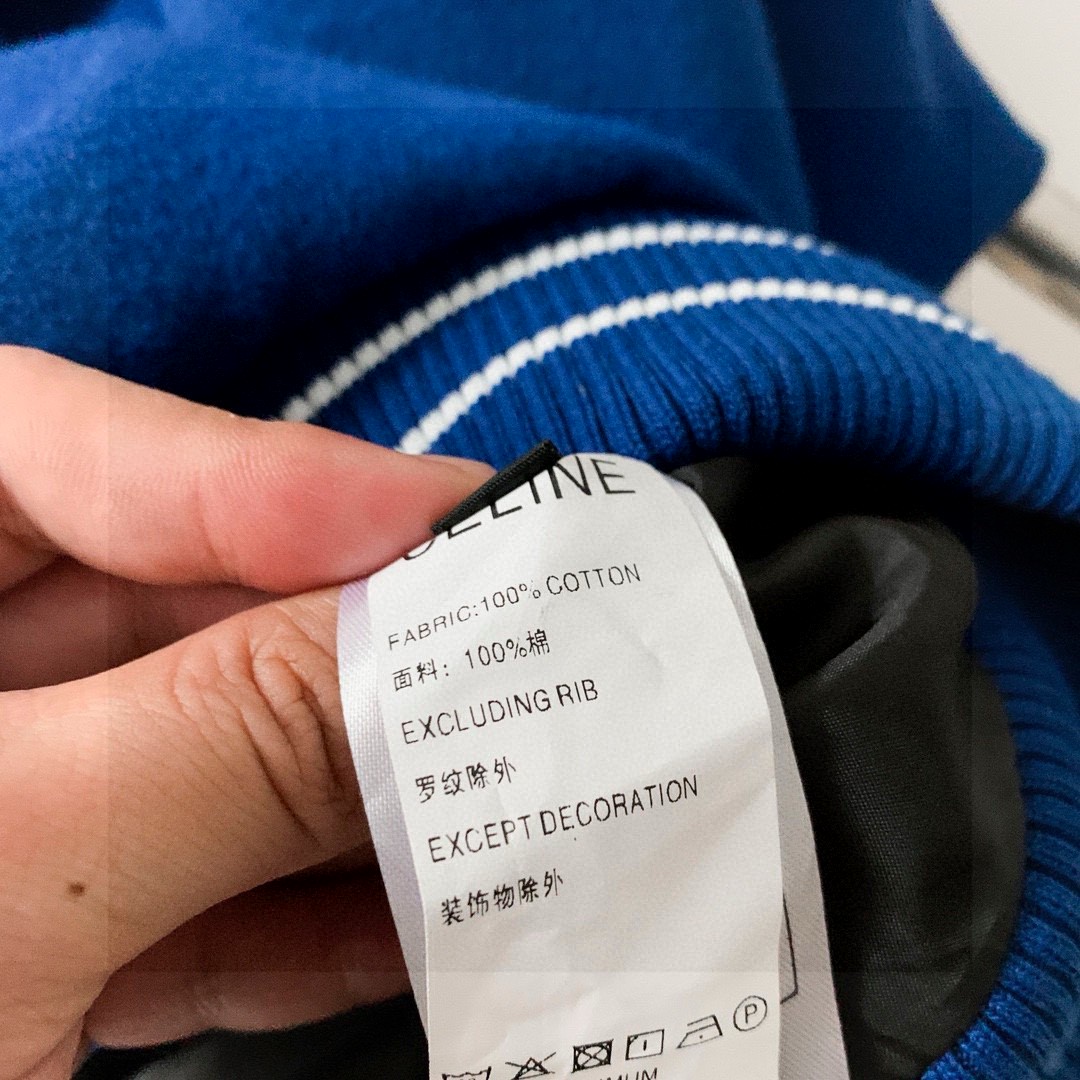 CELINE
FABRIC:100% COTTON
面料：100%棉
EXCLUDING RIB
罗纹除外
EXCEPT DECORATION
装饰物除外
P